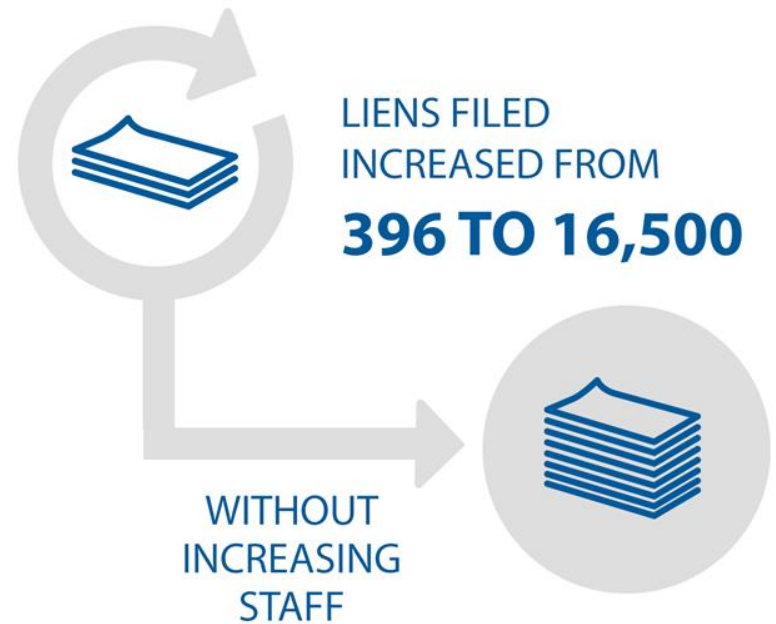 LIENS FILED
INCREASED FROM
396 TO 16,500
WITHOUT
INCREASING
STAFF